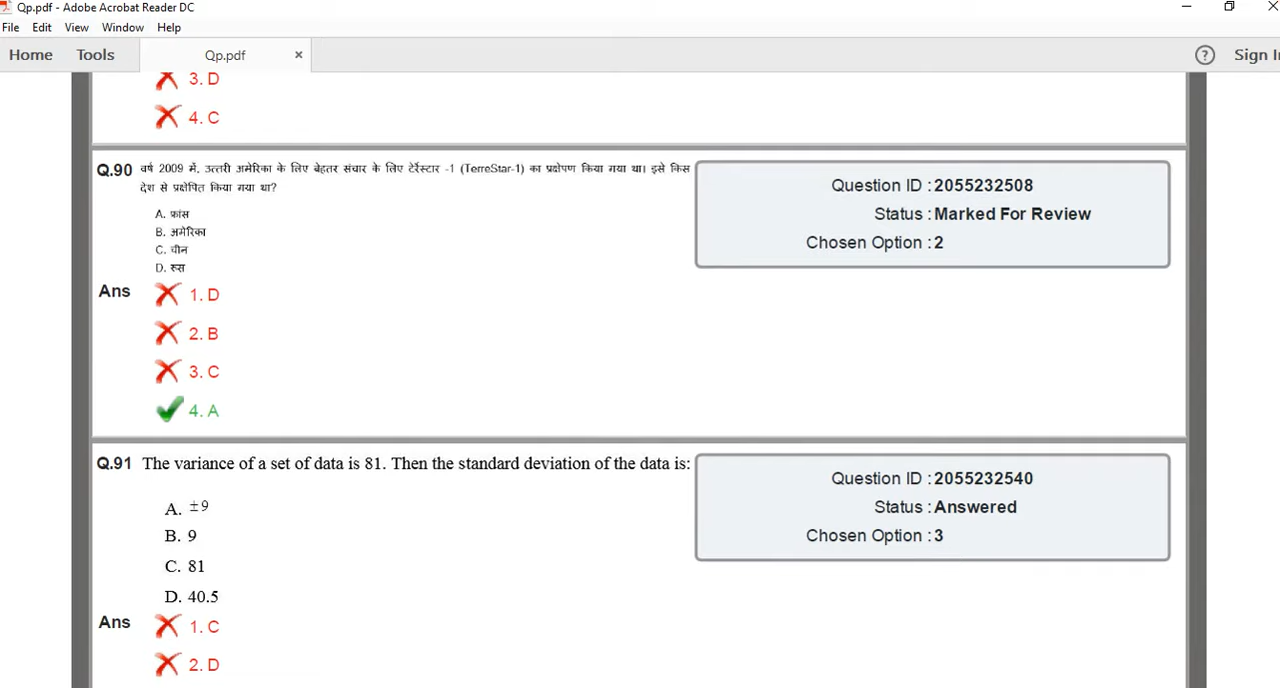 Qp.pdf - Adobe Acrobat Reader DC
File Edit View Window Help
Home Tools Qp.pdf × ? Sign I
3. D
4. C
Q.90 वर्ष 2009 में, उत्तरी अमेरिका के लिए बेहतर संचार के लिए टेरेस्टार -1 (TerreStar-1) का प्रक्षेपण किया गया था। इसे किस
देश से प्रक्षेपित किया गया था?
A. फ्रांस
B. अमेरिका
C. चीन
D. रूस
Ans 1. D
2. B
3. C
4. A
Question ID : 2055232508
Status : Marked For Review
Chosen Option : 2
Q.91 The variance of a set of data is 81. Then the standard deviation of the data is:
A. ±9
B. 9
C. 81
D. 40.5
Ans 1. C
2. D
Question ID : 2055232540
Status : Answered
Chosen Option : 3